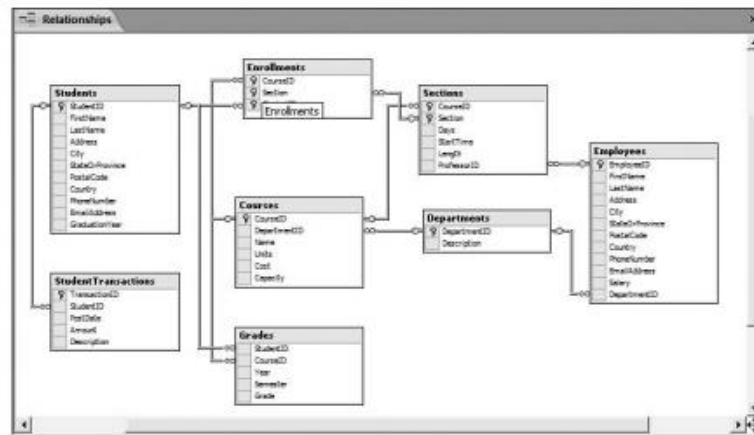 Relationships
Enrollments
CourseID
Section
Enrollments
Students
StudentID
FirstName
LastName
Address
City
StateOrProvince
PostalCode
Country
PhoneNumber
EmailAddress
GraduationYear
Sections
CourseID
Section
Days
StartTime
Length
ProfessorID
Employees
EmployeeID
FirstName
LastName
Address
City
StateOrProvince
PostalCode
Country
PhoneNumber
EmailAddress
Salary
DepartmentID
Courses
CourseID
DepartmentID
Name
Units
Cost
Capacity
Departments
DepartmentID
Description
StudentTransactions
TransactionID
StudentID
PostDate
Amount
Description
Grades
StudentID
CourseID
Year
Semester
Grade